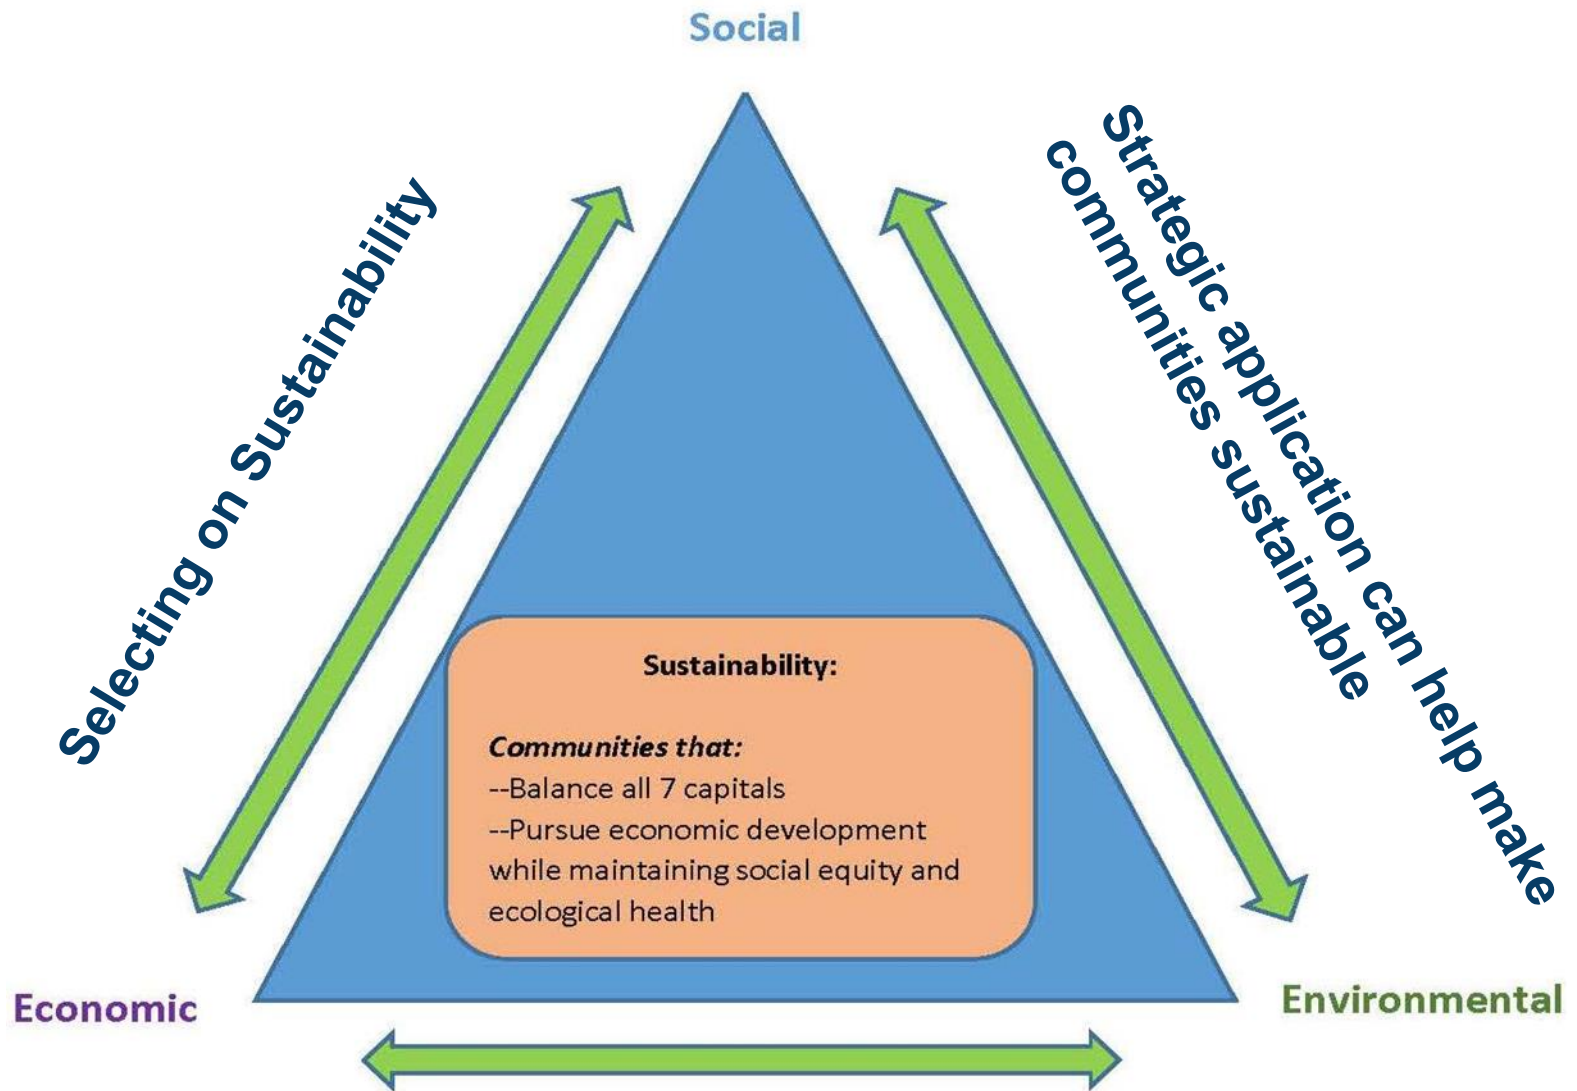 Social
Selecting on Sustainability
Strategic application can help make
communities sustainable
Sustainability:
Communities that:
--Balance all 7 capitals
--Pursue economic development
while maintaining social equity and
ecological health
Economic
Environmental